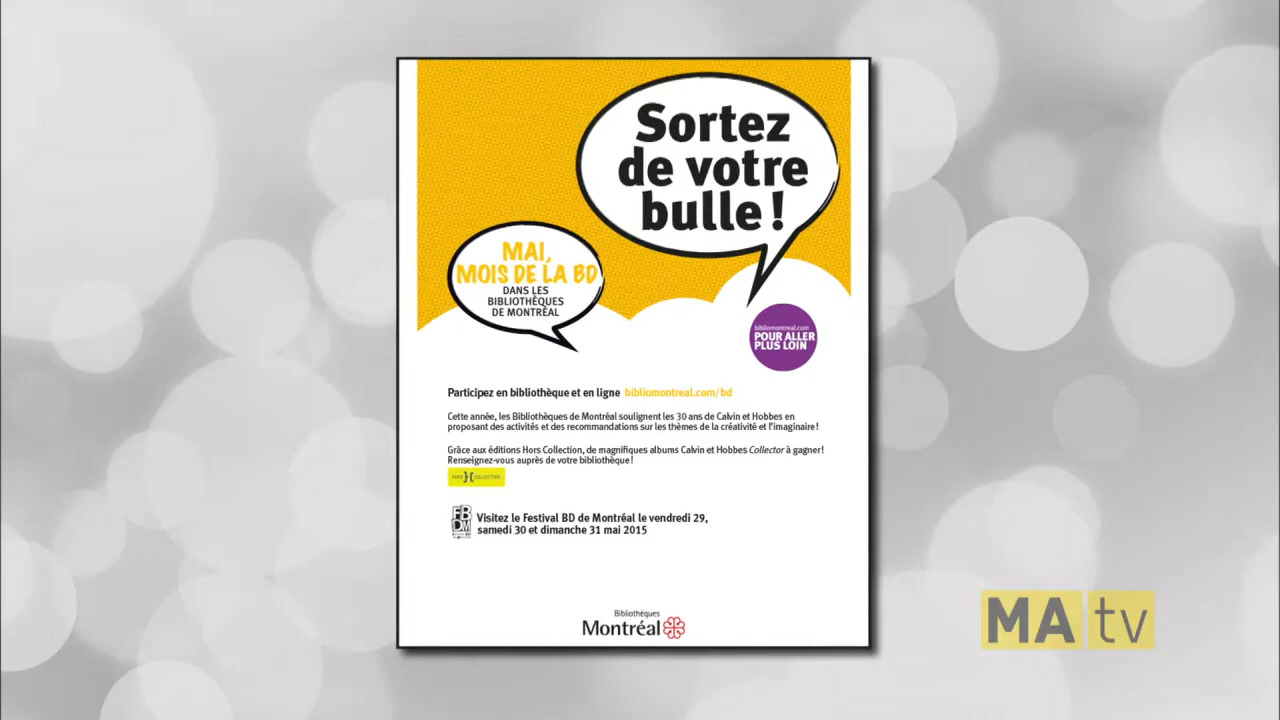 Sortez
de votre
bulle !
MAI,
MOIS DE LA BD
DANS LES
BIBLIOTHÈQUES
DE MONTRÉAL
bibliomontreal.com
POUR ALLER
PLUS LOIN
Participez en bibliothèque et en ligne bibliomontreal.com/bd
Cette année, les Bibliothèques de Montréal soulignent les 30 ans de Calvin et Hobbes en
proposant des activités et des recommandations sur les thèmes de la créativité et l'imaginaire !
Grâce aux éditions Hors Collection, de magnifiques albums Calvin et Hobbes Collector à gagner !
Renseignez-vous auprès de votre bibliothèque !
HORS COLLECTION
FB
DM
Visitez le Festival BD de Montréal le vendredi 29,
samedi 30 et dimanche 31 mai 2015
Bibliothèques
Montréal
MA tv